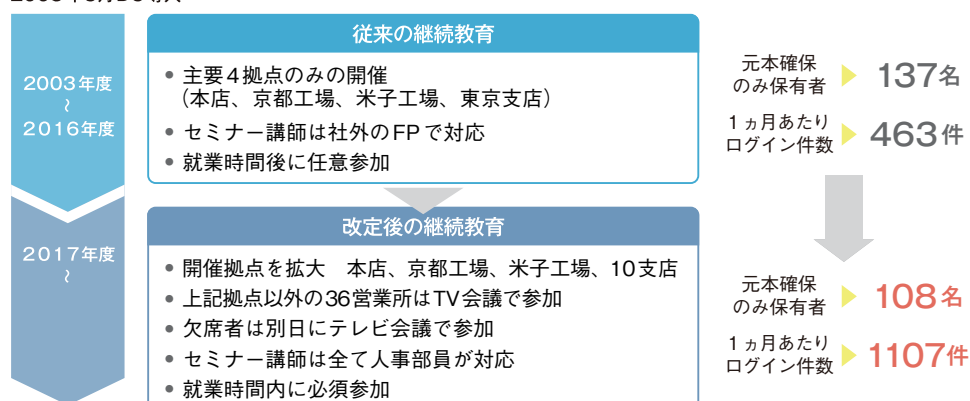 従来の継続教育
2003年度
~
2016年度
● 主要4拠点のみの開催
(本店、京都工場、米子工場、東京支店)
● セミナー講師は社外のFPで対応
● 就業時間後に任意参加
元本確保
のみ保有者
137名
1ヵ月あたり
ログイン件数
463件
改定後の継続教育
2017年度
~
● 開催拠点を拡大 本店、京都工場、米子工場、10支店
● 上記拠点以外の36営業所はTV会議で参加
● 欠席者は別日にテレビ会議で参加
● セミナー講師は全て人事部員が対応
● 就業時間内に必須参加
元本確保
のみ保有者
108名
1ヵ月あたり
ログイン件数
1107件